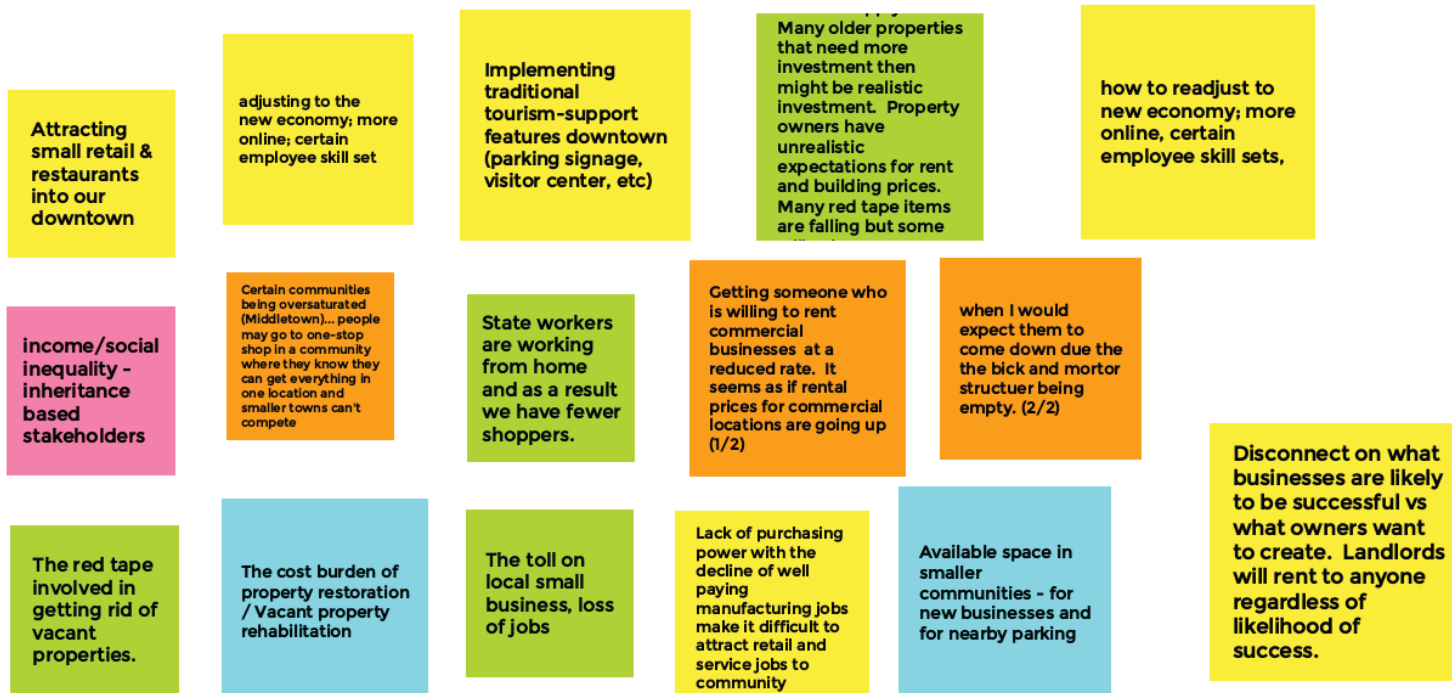 Attracting
small retail &
restaurants
into our
downtown
adjusting to the
new economy; more
online; certain
employee skill set
Implementing
traditional
tourism-support
features downtown
(parking signage,
visitor center, etc)
Many older properties
that need more
investment then
might be realistic
investment. Property
owners have
unrealistic
expectations for rent
and building prices.
Many red tape items
are falling but some
how to readjust to
new economy; more
online, certain
employee skill sets,
income/social
inequality -
inheritance
based
stakeholders
Certain communities
being oversaturated
(Middletown)... people
may go to one-stop
shop in a community
where they know they
can get everything in
one location and
smaller towns can't
compete
State workers
are working
from home
and as a result
we have fewer
shoppers.
Getting someone who
is willing to rent
commercial
businesses at a
reduced rate. It
seems as if rental
prices for commercial
locations are going up
(1/2)
when I would
expect them to
come down due the
the bick and mortor
structuer being
empty. (2/2)
Disconnect on what
businesses are likely
to be successful vs
what owners want
to create. Landlords
will rent to anyone
regardless of
likelihood of
success.
The red tape
involved in
getting rid of
vacant
properties.
The cost burden of
property restoration
/ Vacant property
rehabilitation
The toll on
local small
business, loss
of jobs
Lack of purchasing
power with the
decline of well
paying
manufacturing jobs
make it difficult to
attract retail and
service jobs to
community
Available space in
smaller
communities - for
new businesses and
for nearby parking